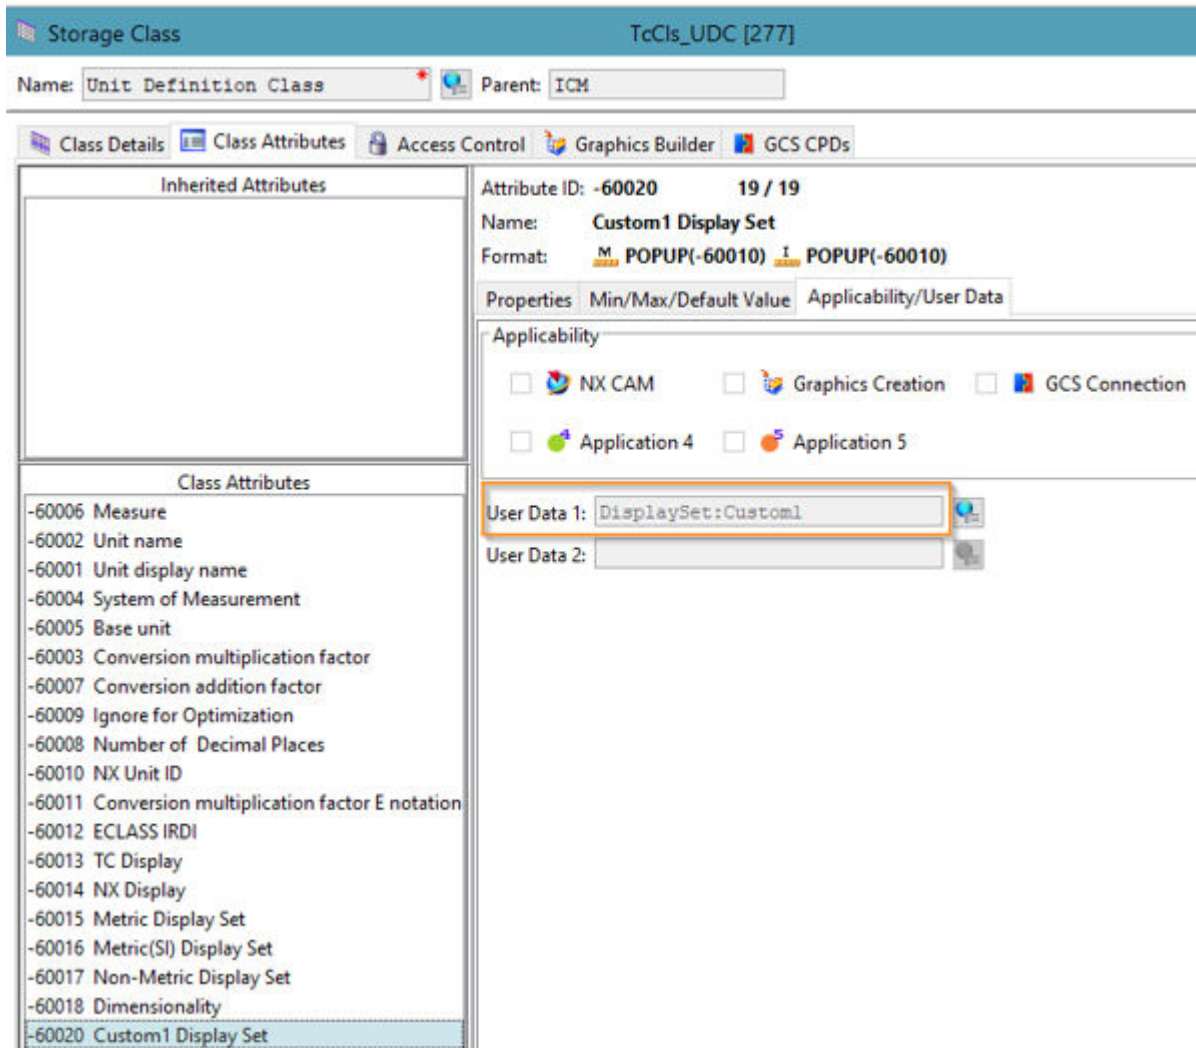 Storage Class TcCls_UDC [277]
Name: Unit Definition Class * Parent: ICM
Class Details Class Attributes Access Control Graphics Builder GCS CPDs
Inherited Attributes
Attribute ID: -60020 19 / 19
Name: Custom1 Display Set
Format: M POPUP(-60010) I POPUP(-60010)
Properties Min/Max/Default Value Applicability/User Data
Applicability
NX CAM Graphics Creation GCS Connection
4 Application 4 5 Application 5
User Data 1: DisplaySet:Custom1
User Data 2:
Class Attributes
-60006 Measure
-60002 Unit name
-60001 Unit display name
-60004 System of Measurement
-60005 Base unit
-60003 Conversion multiplication factor
-60007 Conversion addition factor
-60009 Ignore for Optimization
-60008 Number of Decimal Places
-60010 NX Unit ID
-60011 Conversion multiplication factor E notation
-60012 ECLASS IRDI
-60013 TC Display
-60014 NX Display
-60015 Metric Display Set
-60016 Metric(SI) Display Set
-60017 Non-Metric Display Set
-60018 Dimensionality
-60020 Custom1 Display Set